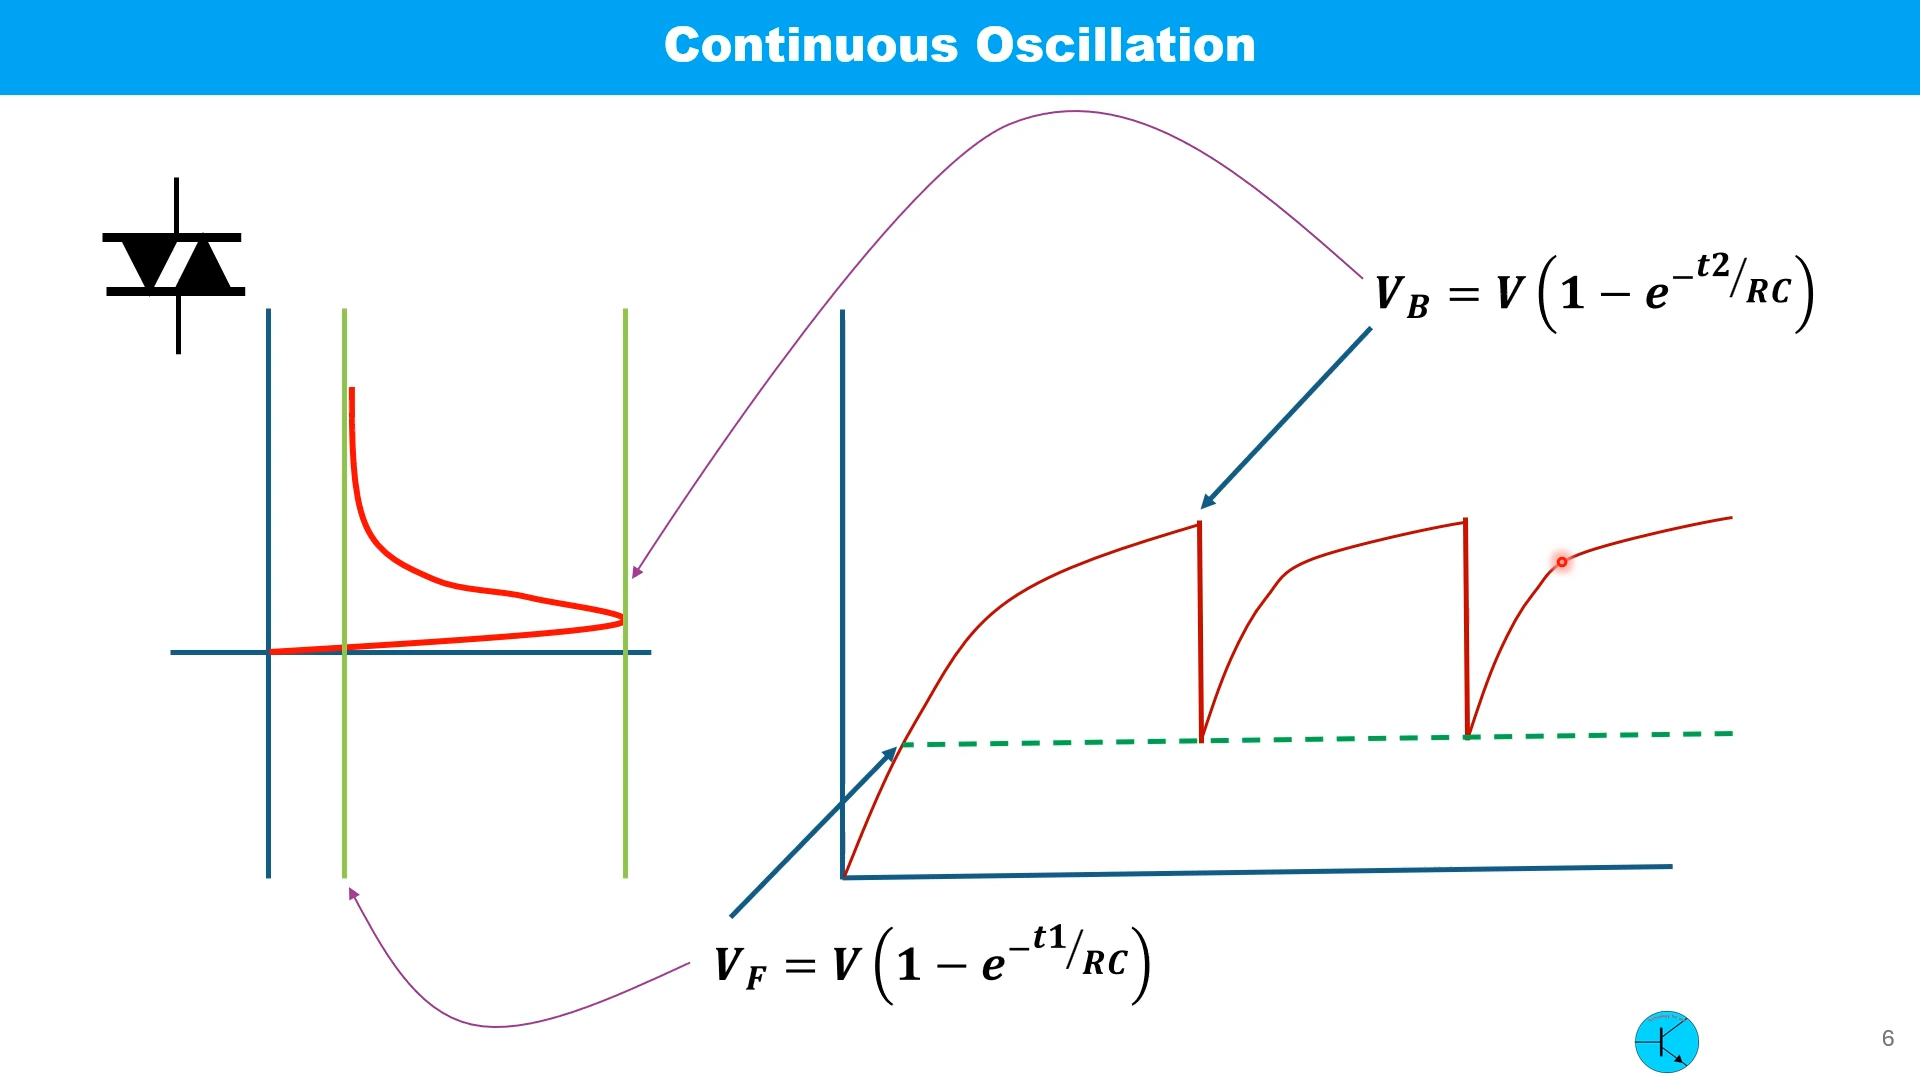 Continuous Oscillation
V_B = V(1 − e^−t2/RC)
V_F = V(1 − e^−t1/RC)
6